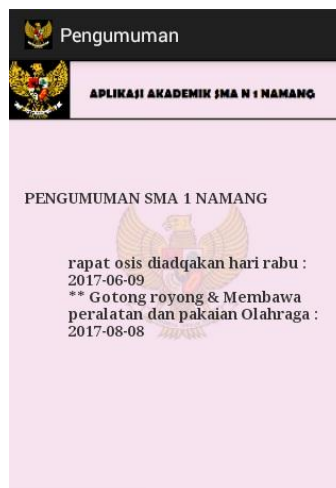 Pengumuman
APLIKASI AKADEMIK SMA N 1 NAMANG
PENGUMUMAN SMA 1 NAMANG
rapat osis diadqakan hari rabu :
2017-06-09
** Gotong royong & Membawa
peralatan dan pakaian Olahraga :
2017-08-08